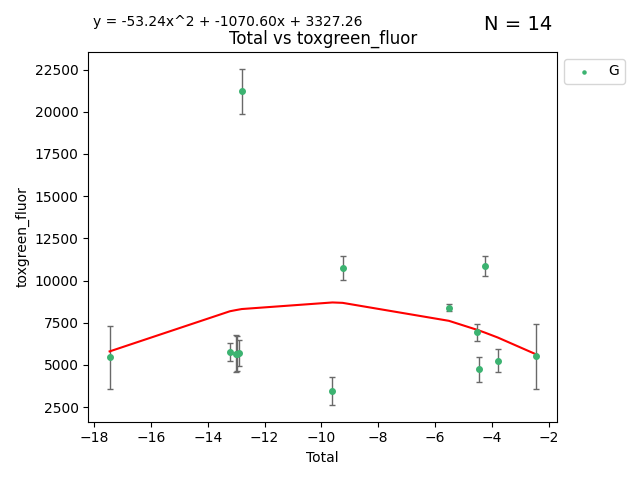 y = -53.24x^2 + -1070.60x + 3327.26
N = 14
Total vs toxgreen_fluor
G
22500
20000
17500
15000
12500
10000
7500
5000
2500
toxgreen_fluor
−18 −16 −14 −12 −10 −8 −6 −4 −2
Total